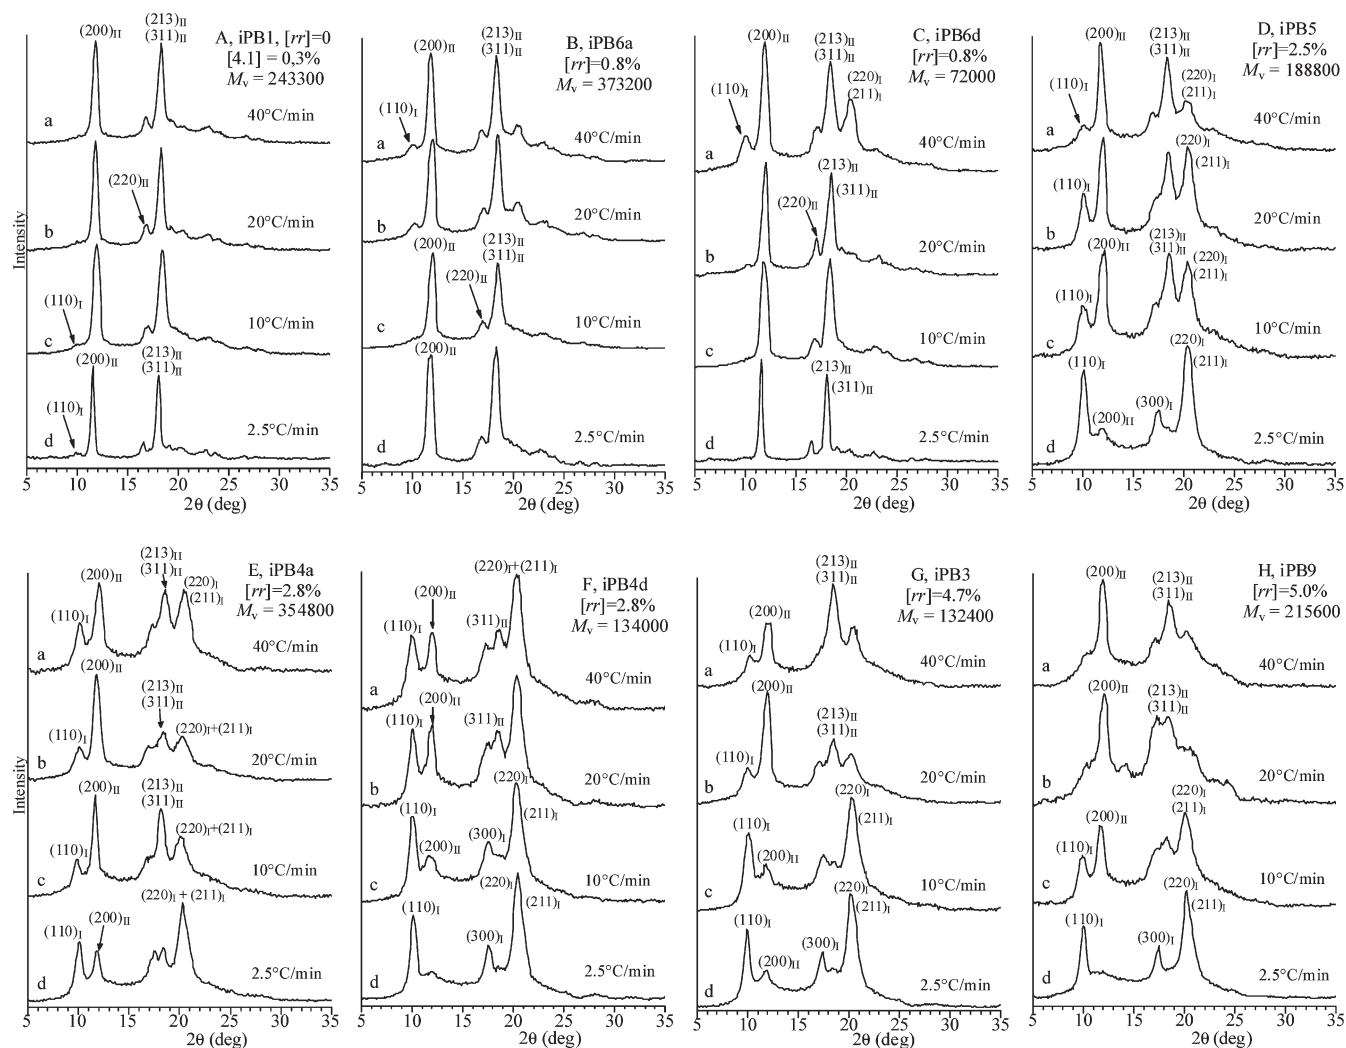 A, iPB1, [rr]=0
[4.1] = 0,3%
Mv = 243300
(200)II
(213)II
(311)II
a
40°C/min
(220)II
b
20°C/min
(110)I
c
10°C/min
(200)II
(213)II
(311)II
(110)I
d
2.5°C/min
Intensity
5 10 15 20 25 30 35
2θ (deg)
B, iPB6a
[rr]=0.8%
Mv = 373200
(200)II
(213)II
(311)II
(110)I
a
40°C/min
b
20°C/min
(200)II
(213)II
(311)II
(220)II
c
10°C/min
(200)II
d
2.5°C/min
5 10 15 20 25 30 35
2θ (deg)
C, iPB6d
[rr]=0.8%
Mv = 72000
(200)II
(213)II
(311)II
(220)I
(211)I
(110)I
a
40°C/min
(213)II
(311)II
(220)II
b
20°C/min
c
10°C/min
(213)II
(311)II
d
2.5°C/min
5 10 15 20 25 30 35
2θ (deg)
D, iPB5
[rr]=2.5%
Mv = 188800
(200)II
(213)II
(311)II
(220)I
(211)I
(110)I
a
40°C/min
(220)I
(211)I
(110)I
b
20°C/min
(200)II
(213)II
(311)II
(220)I
(211)I
(110)I
c
10°C/min
(220)I
(211)I
(110)I
(200)II
(300)I
d
2.5°C/min
5 10 15 20 25 30 35
2θ (deg)
E, iPB4a
[rr]=2.8%
Mv = 354800
(213)II
(311)II
(200)II
(220)I
(211)I
(110)I
a
40°C/min
(200)II
(213)II
(311)II
(220)I+(211)I
(110)I
b
20°C/min
(200)II
(213)II
(311)II
(220)I+(211)I
(110)I
c
10°C/min
(220)I + (211)I
(200)II
(110)I
d
2.5°C/min
Intensity
5 10 15 20 25 30 35
2θ (deg)
F, iPB4d
[rr]=2.8%
Mv = 134000
(220)I+(211)I
(200)II
(110)I
(311)II
a
40°C/min
(200)II
(110)I
(311)II
b
20°C/min
(220)I
(211)I
(110)I
(200)II
(300)I
c
10°C/min
(220)I
(211)I
(110)I
(300)I
d
2.5°C/min
5 10 15 20 25 30 35
2θ (deg)
G, iPB3
[rr]=4.7%
Mv = 132400
(213)II
(311)II
(200)II
(110)I
a
40°C/min
(200)II
(213)II
(311)II
(110)I
b
20°C/min
(220)I
(211)I
(110)I
(200)II
c
10°C/min
(220)I
(211)I
(110)I
(200)II
(300)I
d
2.5°C/min
5 10 15 20 25 30 35
2θ (deg)
H, iPB9
[rr]=5.0%
Mv = 215600
(200)II
(213)II
(311)II
a
40°C/min
(200)II
(213)II
(311)II
b
20°C/min
(220)I
(211)I
(200)II
(110)I
c
10°C/min
(220)I
(211)I
(110)I
(300)I
d
2.5°C/min
5 10 15 20 25 30 35
2θ (deg)